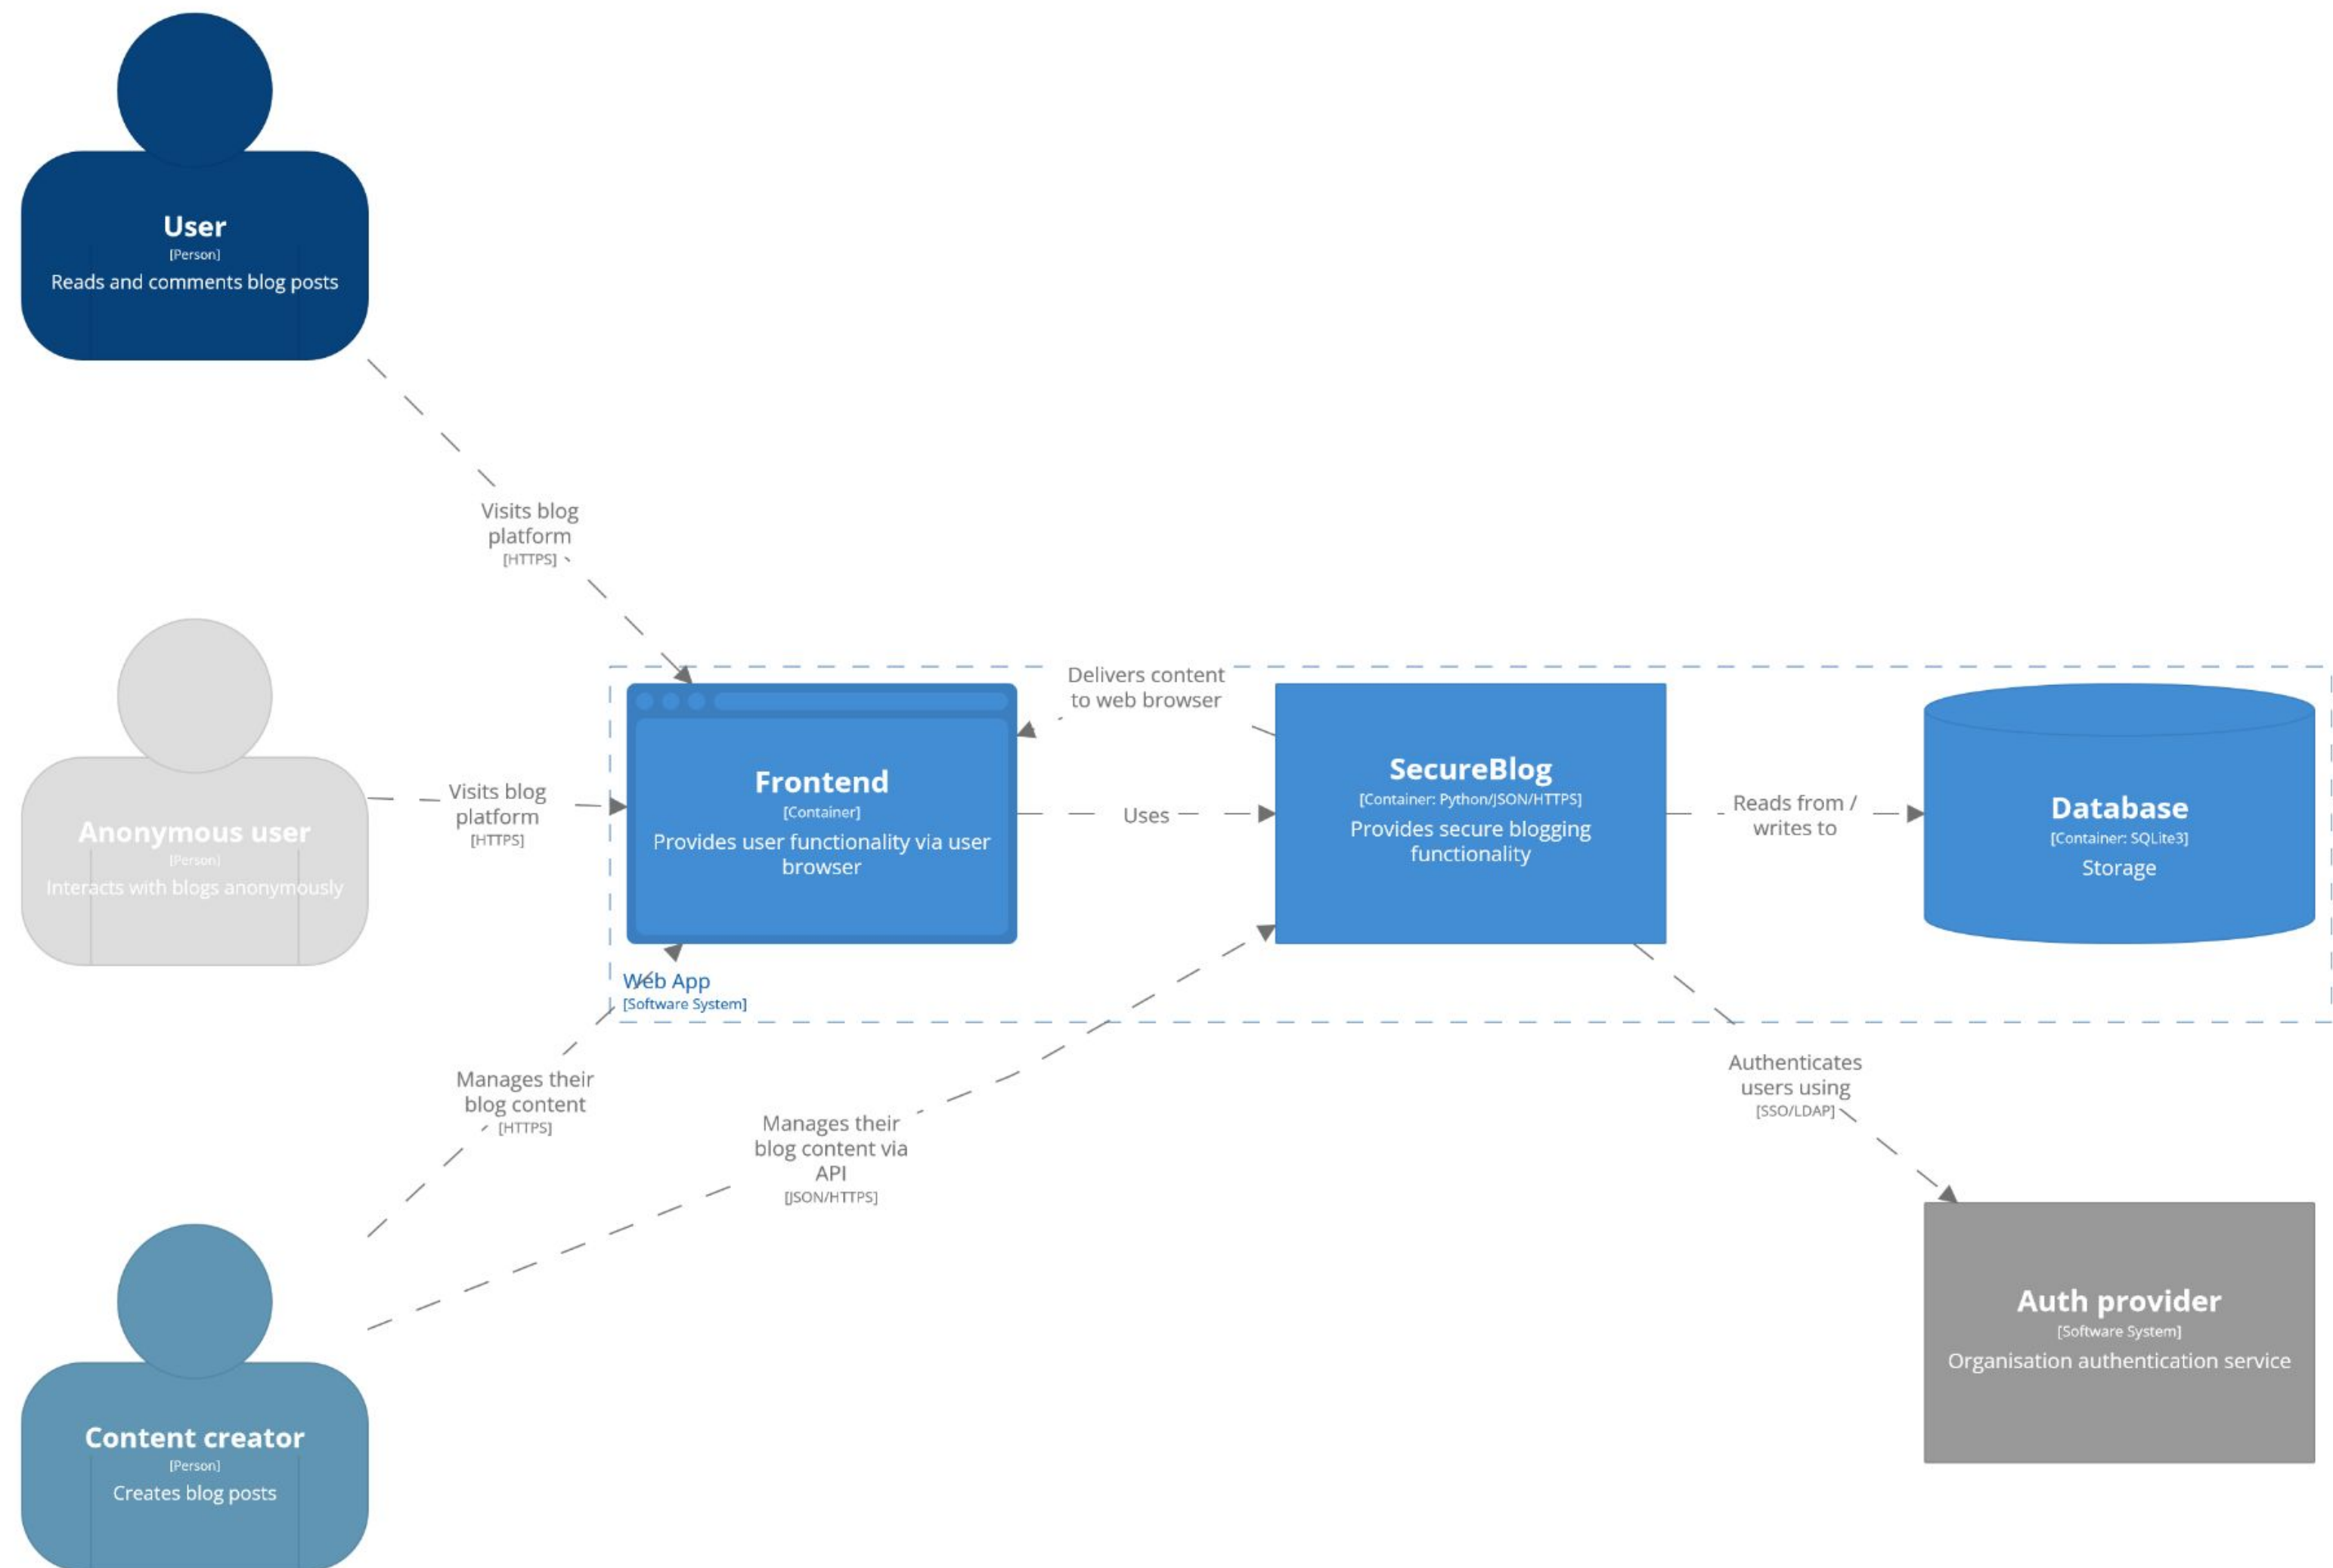 User
[Person]
Reads and comments blog posts
Visits blog
platform
[HTTPS]
Anonymous user
[Person]
Interacts with blogs anonymously
Visits blog
platform
[HTTPS]
Frontend
[Container]
Provides user functionality via user
browser
Delivers content
to web browser
Uses
SecureBlog
[Container: Python/JSON/HTTPS]
Provides secure blogging
functionality
Reads from /
writes to
Database
[Container: SQLite3]
Storage
Web App
[Software System]
Manages their
blog content
[HTTPS]
Manages their
blog content via
API
[JSON/HTTPS]
Authenticates
users using
[SSO/LDAP]
Auth provider
[Software System]
Organisation authentication service
Content creator
[Person]
Creates blog posts